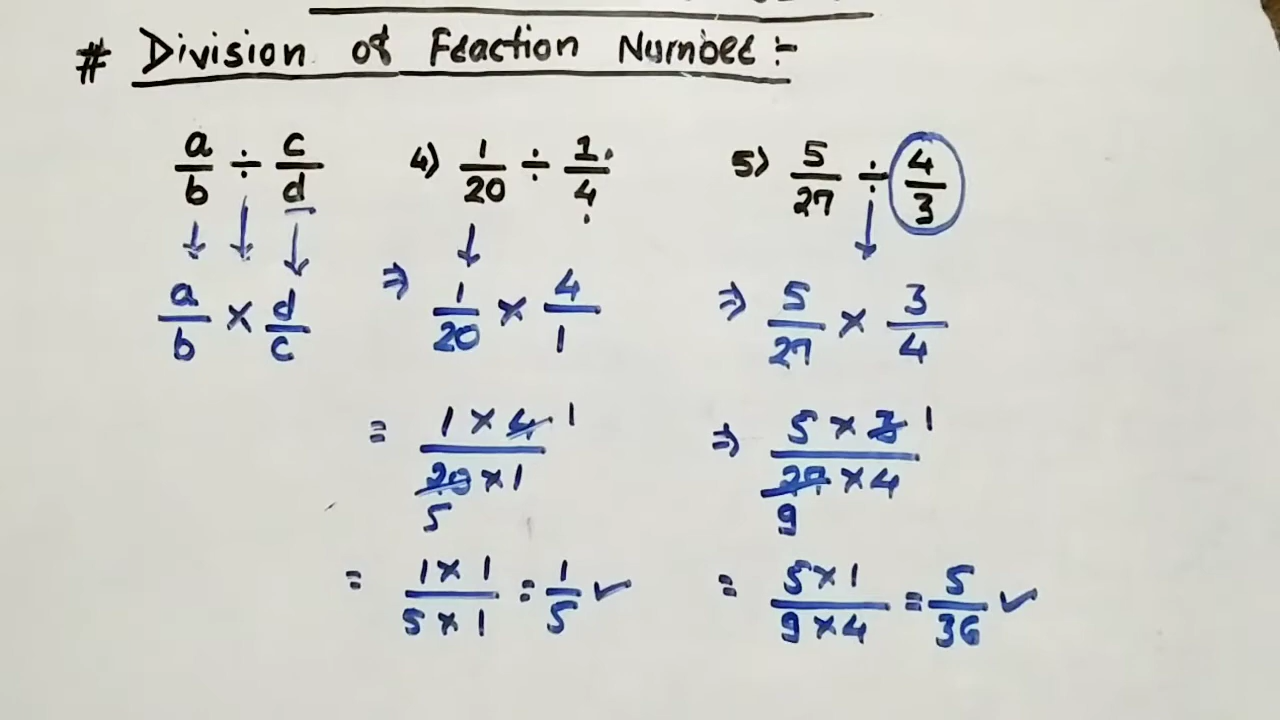 # Division of Fraction Number :-
a/b ÷ c/d
a/b × d/c
4) 1/20 ÷ 1/4
⇒ 1/20 × 4/1
= 1 × 4 1 / 20 × 1 5
= 1 × 1 / 5 × 1 = 1/5 ✓
5) 5/27 ÷ 4/3
⇒ 5/27 × 3/4
⇒ 5 × 3 1 / 27 × 4 9
= 5 × 1 / 9 × 4 = 5/36 ✓